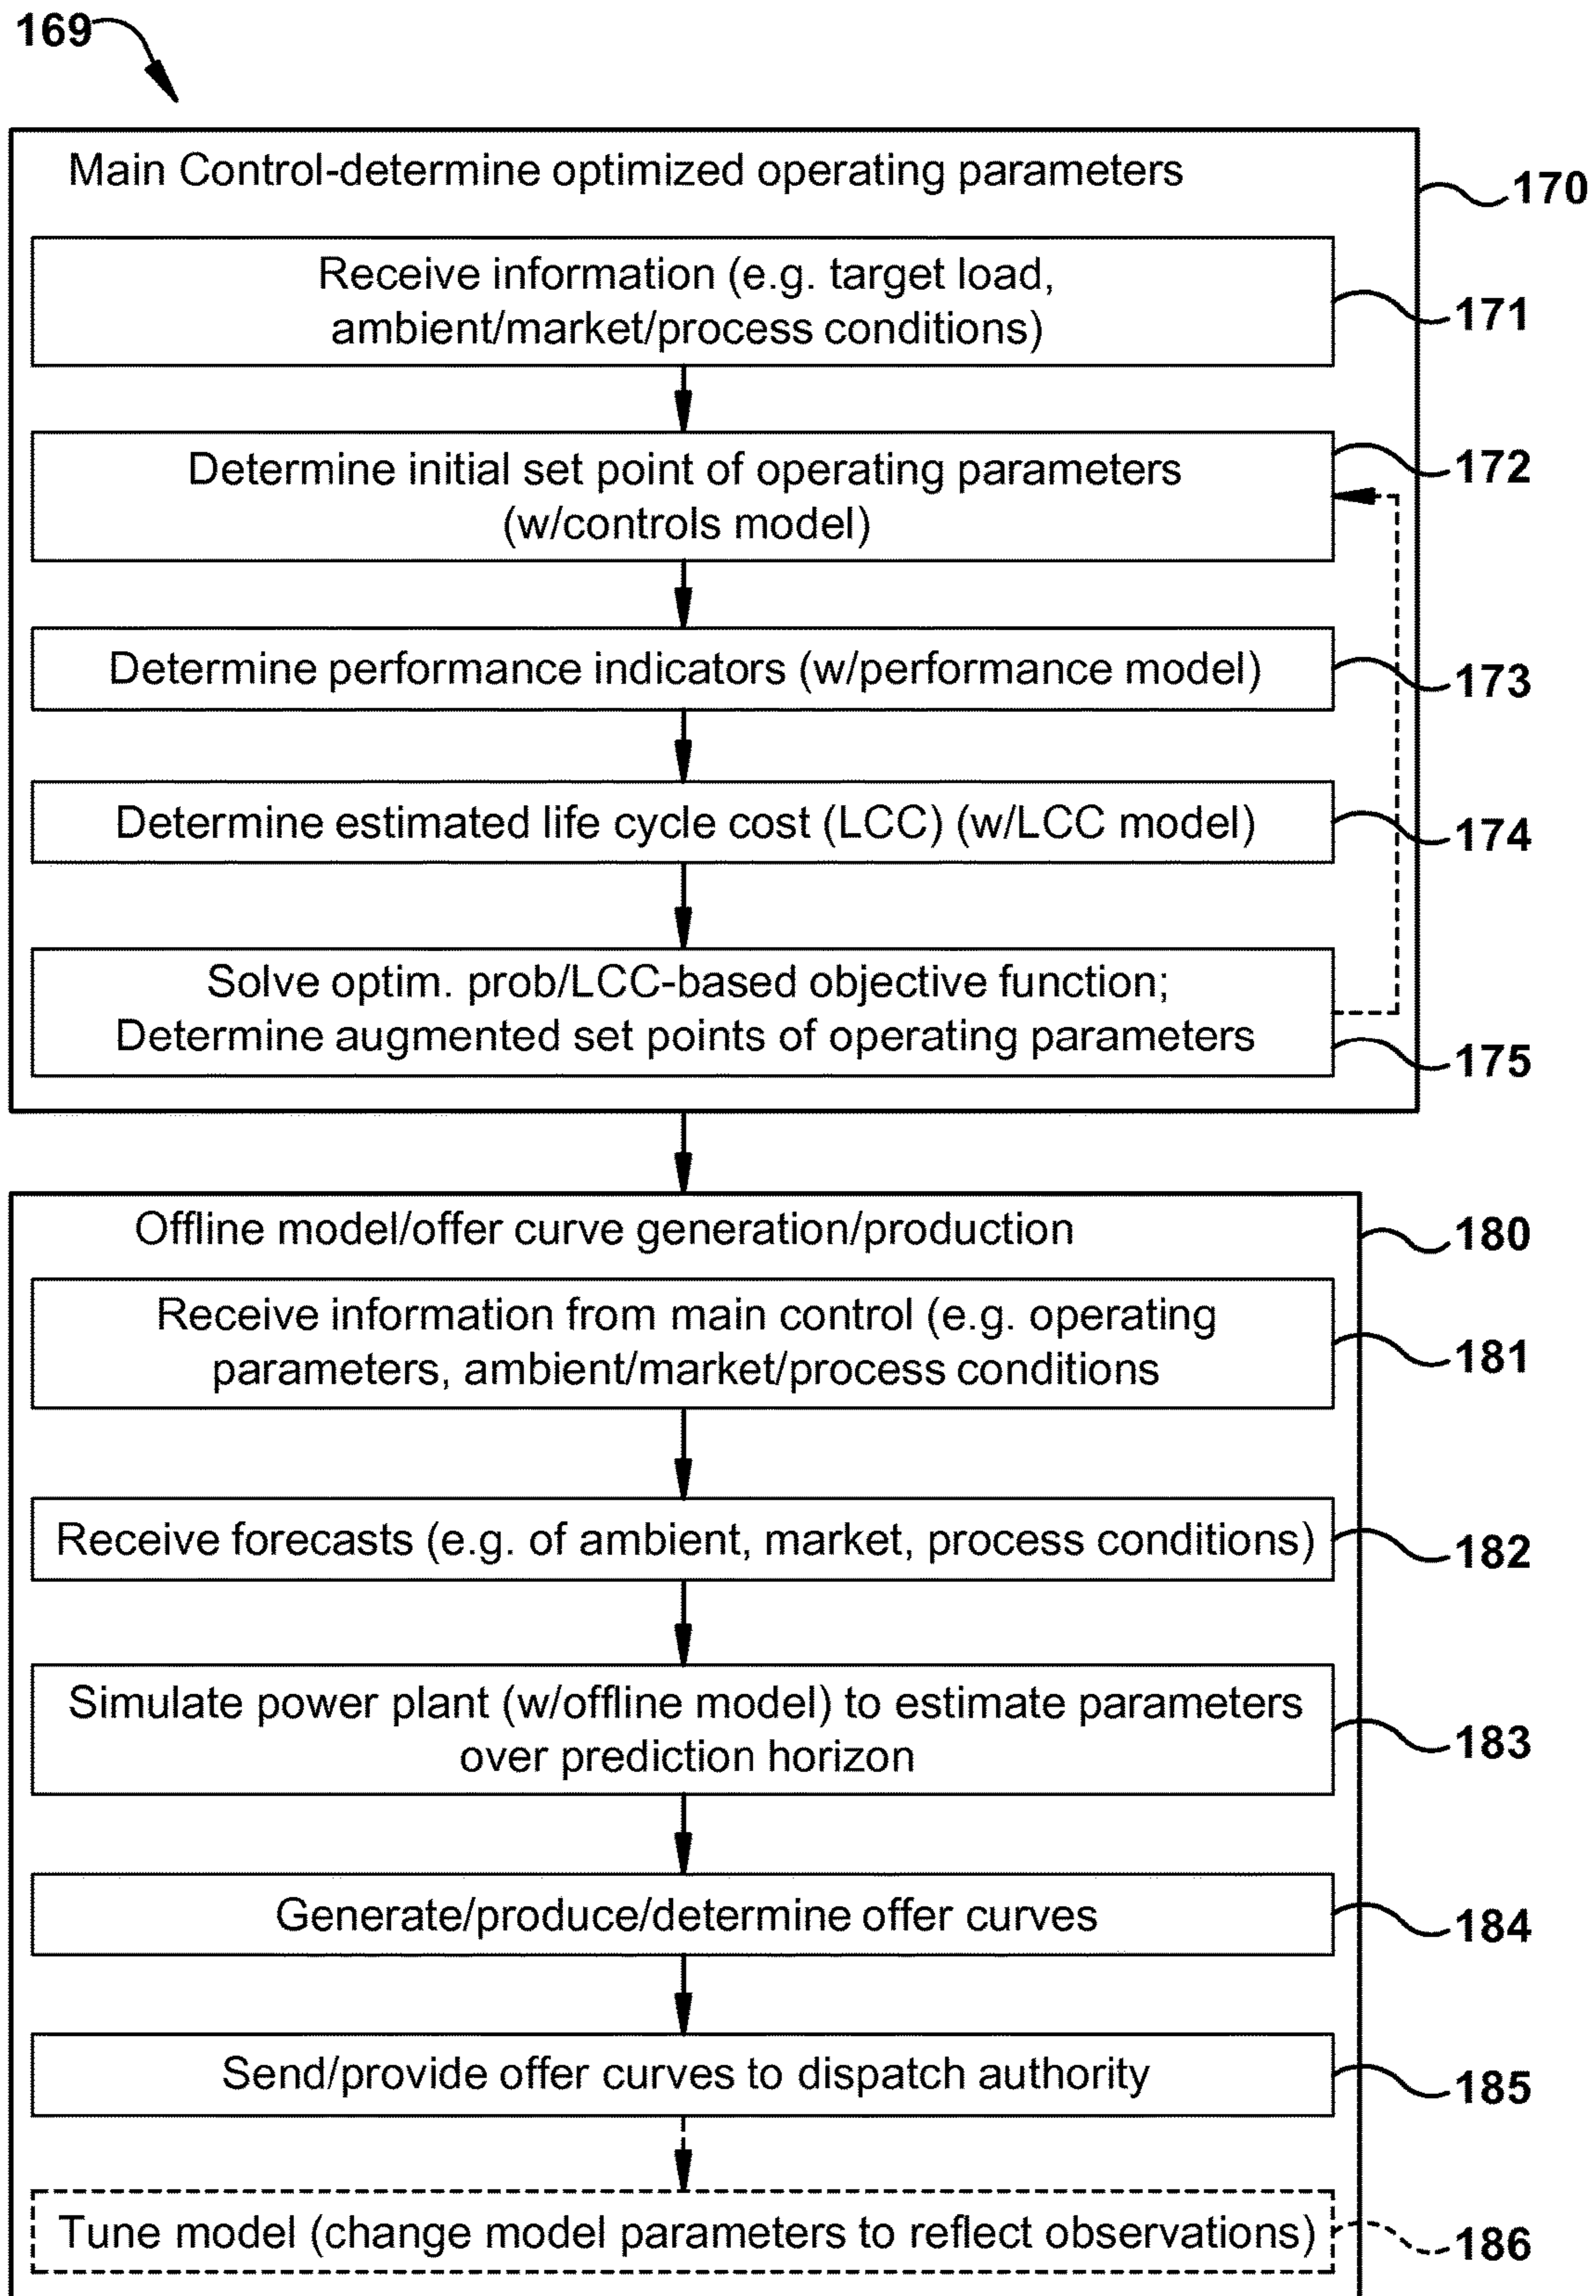 169
Main Control-determine optimized operating parameters
170
Receive information (e.g. target load,
ambient/market/process conditions)
171
Determine initial set point of operating parameters
(w/controls model)
172
Determine performance indicators (w/performance model)
173
Determine estimated life cycle cost (LCC) (w/LCC model)
174
Solve optim. prob/LCC-based objective function;
Determine augmented set points of operating parameters
175
Offline model/offer curve generation/production
180
Receive information from main control (e.g. operating
parameters, ambient/market/process conditions
181
Receive forecasts (e.g. of ambient, market, process conditions)
182
Simulate power plant (w/offline model) to estimate parameters
over prediction horizon
183
Generate/produce/determine offer curves
184
Send/provide offer curves to dispatch authority
185
Tune model (change model parameters to reflect observations)
186